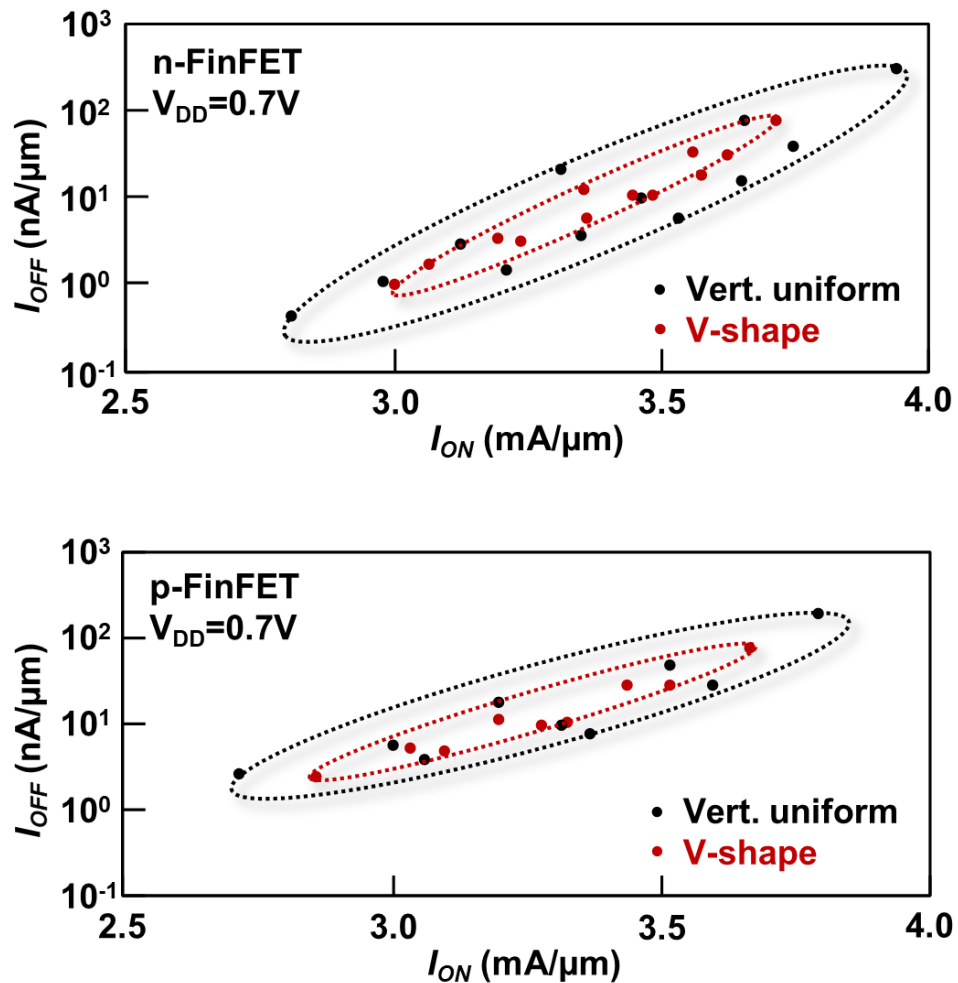 10³
n-FinFET
V_DD=0.7V
10²
10¹
10⁰
10⁻¹
I_OFF (nA/µm)
Vert. uniform
V-shape
2.5 3.0 3.5 4.0
I_ON (mA/µm)
10³
p-FinFET
V_DD=0.7V
10²
10¹
10⁰
10⁻¹
I_OFF (nA/µm)
Vert. uniform
V-shape
2.5 3.0 3.5 4.0
I_ON (mA/µm)